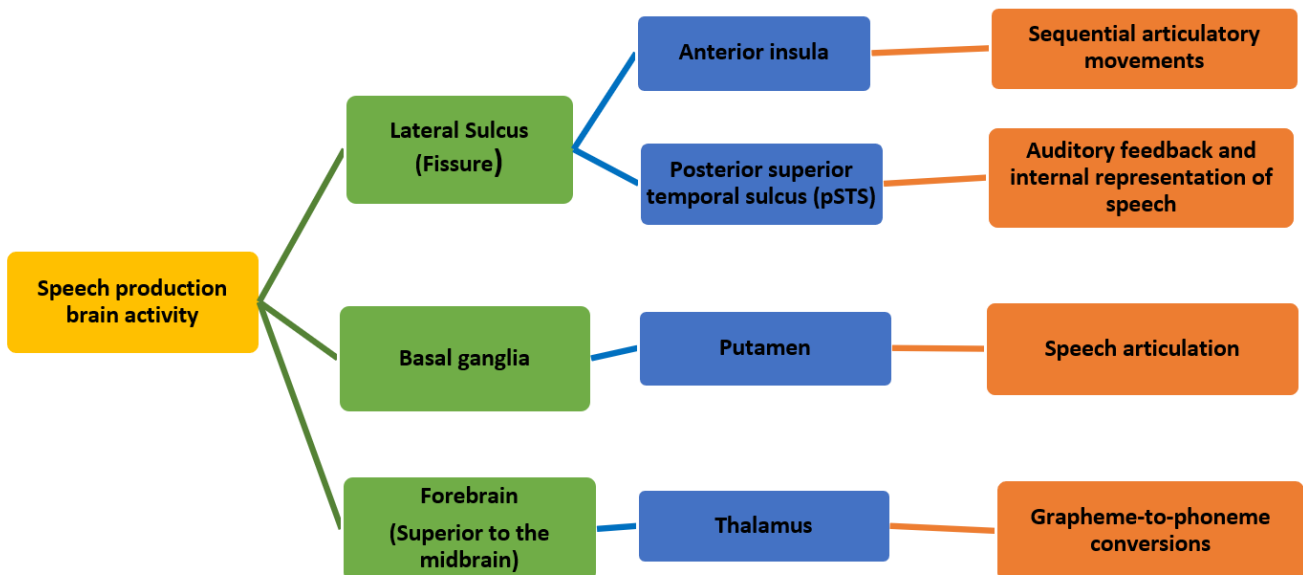 Speech production
brain activity
Lateral Sulcus
(Fissure)
Anterior insula
Sequential articulatory
movements
Posterior superior
temporal sulcus (pSTS)
Auditory feedback and
internal representation of
speech
Basal ganglia
Putamen
Speech articulation
Forebrain
(Superior to the
midbrain)
Thalamus
Grapheme-to-phoneme
conversions